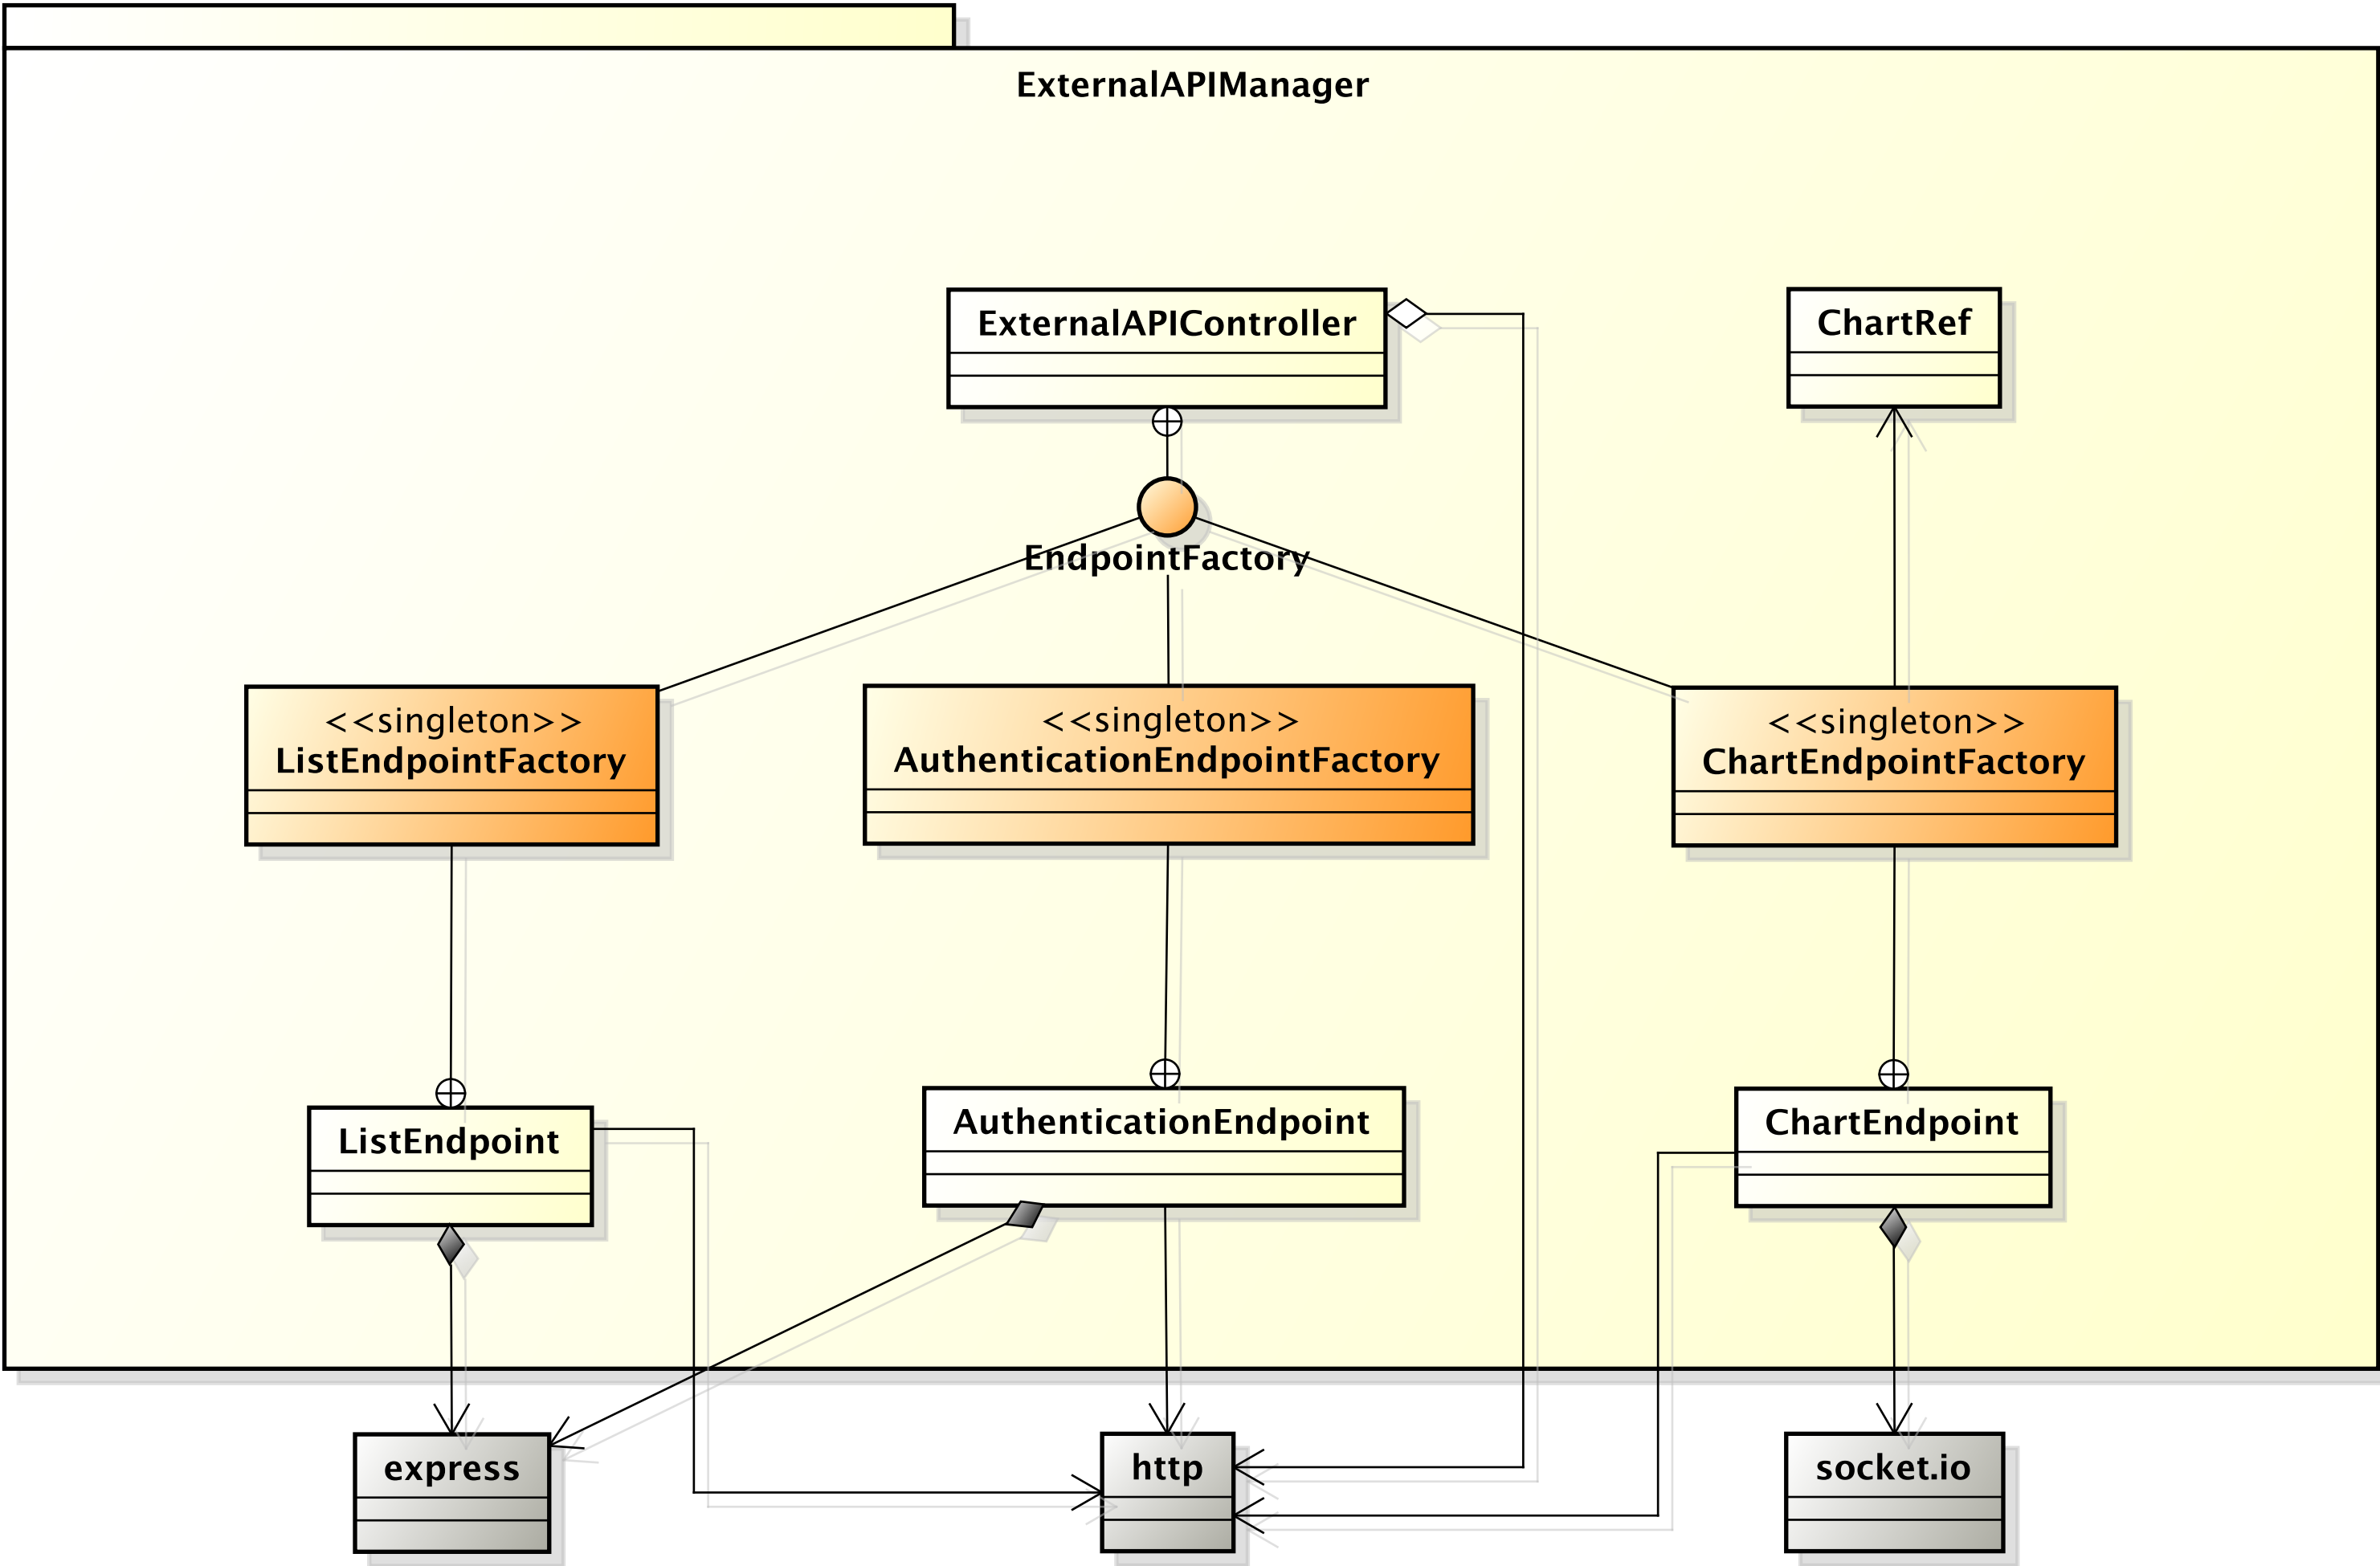 ExternalAPIManager
ExternalAPIController
ChartRef
EndpointFactory
<<singleton>>
ListEndpointFactory
<<singleton>>
AuthenticationEndpointFactory
<<singleton>>
ChartEndpointFactory
ListEndpoint
AuthenticationEndpoint
ChartEndpoint
express
http
socket.io